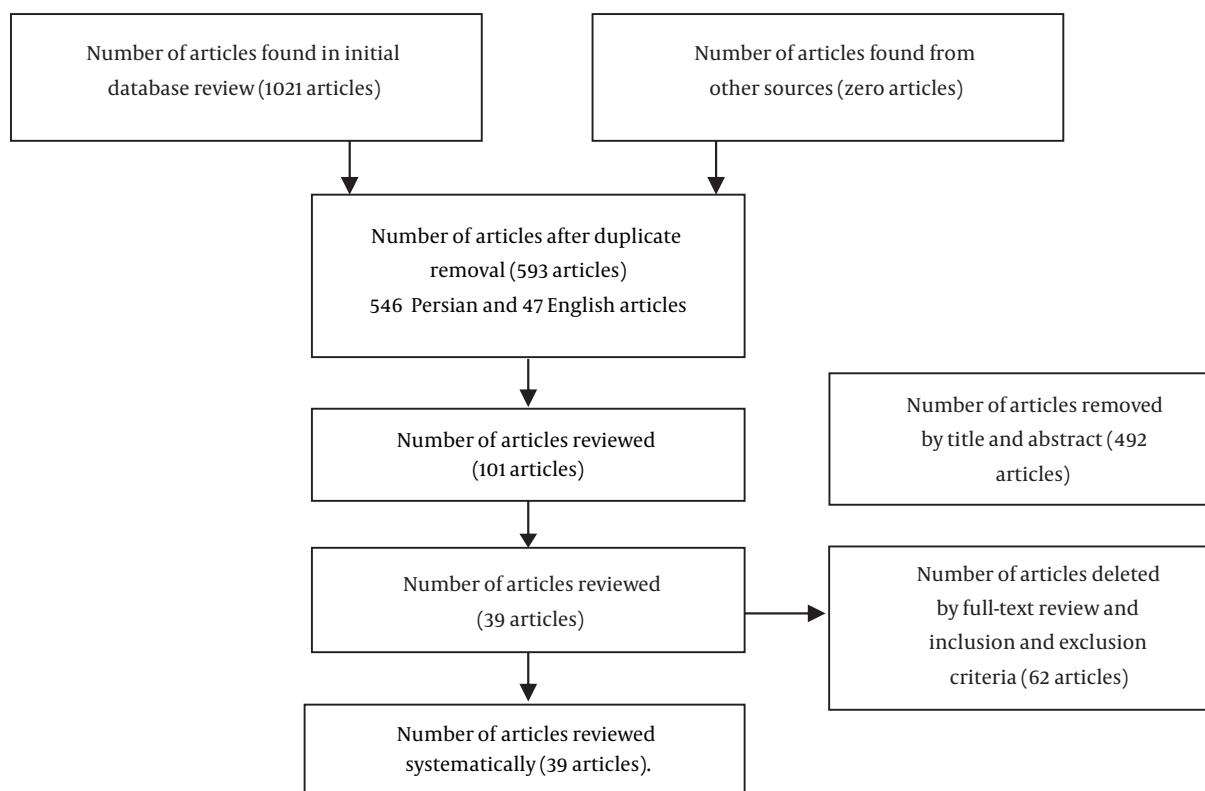 Number of articles found in initial
database review (1021 articles)
Number of articles found from
other sources (zero articles)
Number of articles after duplicate
removal (593 articles)
546 Persian and 47 English articles
Number of articles reviewed
(101 articles)
Number of articles removed
by title and abstract (492
articles)
Number of articles reviewed
(39 articles)
Number of articles deleted
by full-text review and
inclusion and exclusion
criteria (62 articles)
Number of articles reviewed
systematically (39 articles).